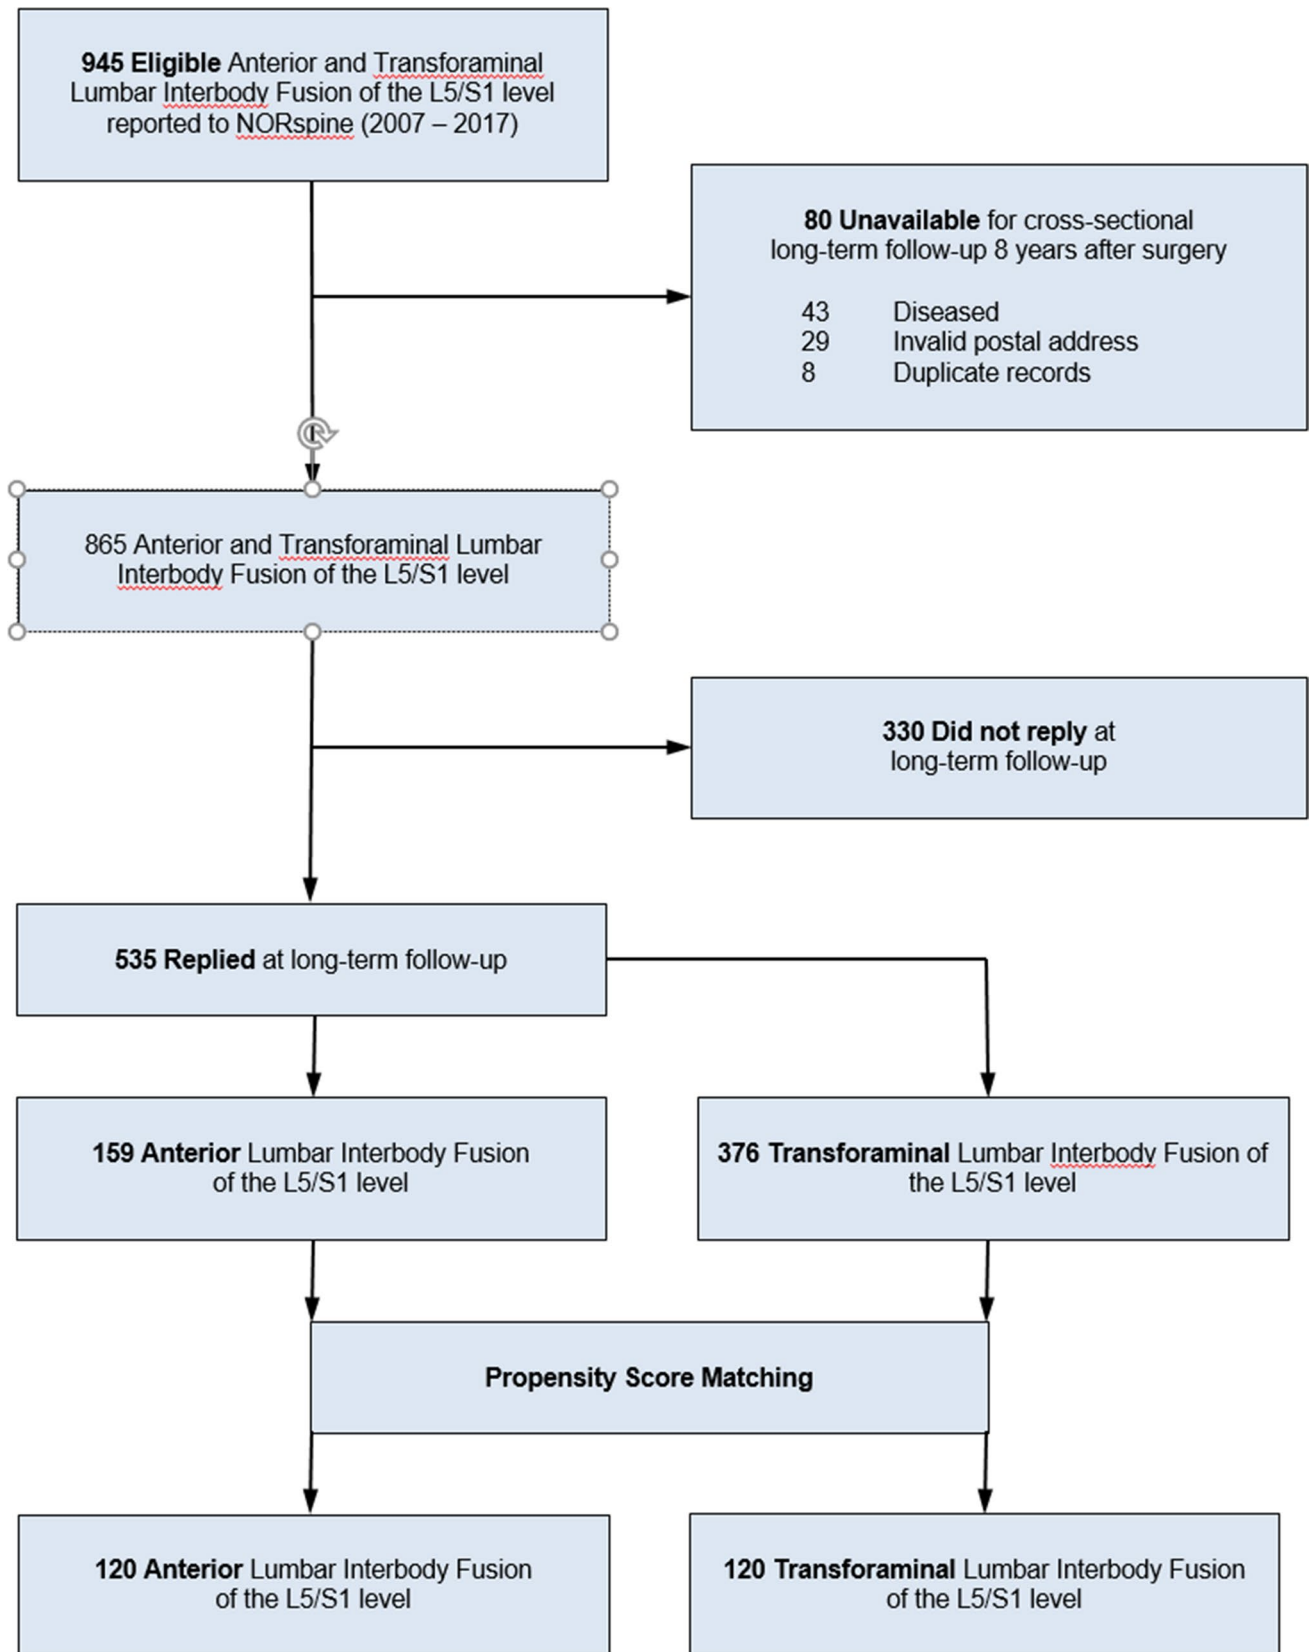 945 Eligible Anterior and Transforaminal
Lumbar Interbody Fusion of the L5/S1 level
reported to NORspine (2007 – 2017)
80 Unavailable for cross-sectional
long-term follow-up 8 years after surgery
43 Diseased
29 Invalid postal address
8 Duplicate records
865 Anterior and Transforaminal Lumbar
Interbody Fusion of the L5/S1 level
330 Did not reply at
long-term follow-up
535 Replied at long-term follow-up
159 Anterior Lumbar Interbody Fusion
of the L5/S1 level
376 Transforaminal Lumbar Interbody Fusion of
the L5/S1 level
Propensity Score Matching
120 Anterior Lumbar Interbody Fusion
of the L5/S1 level
120 Transforaminal Lumbar Interbody Fusion
of the L5/S1 level